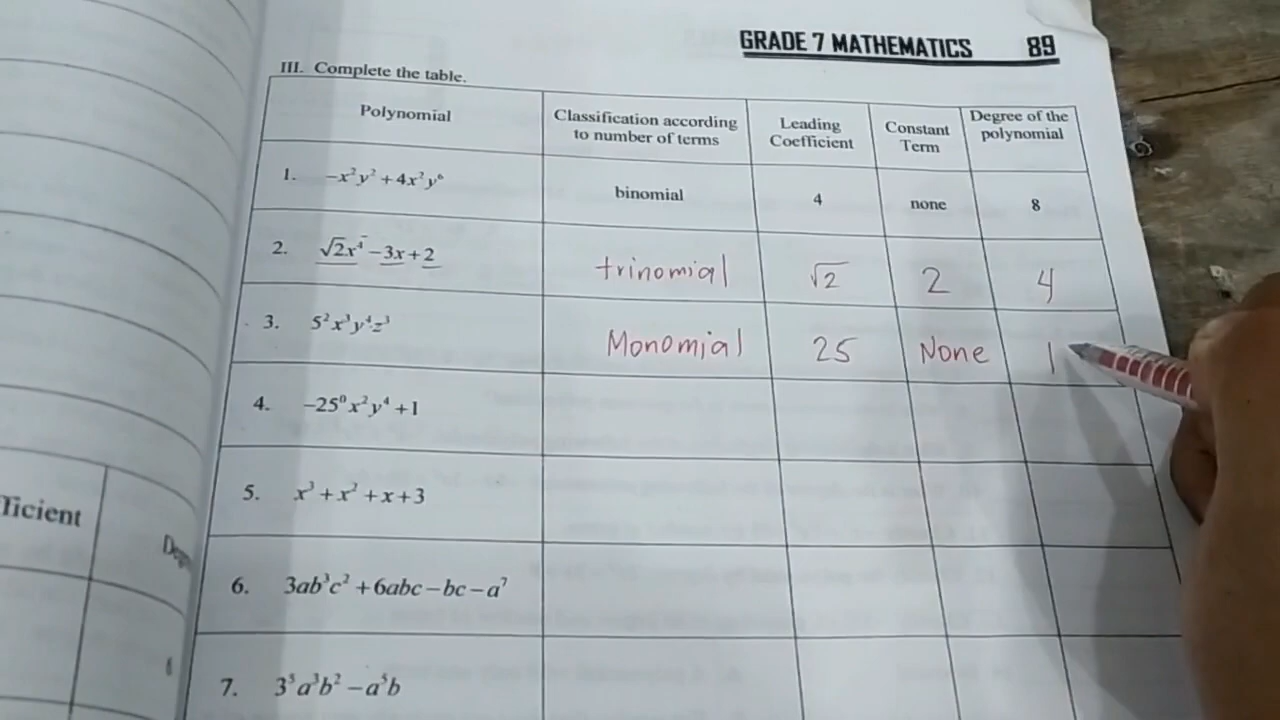 GRADE 7 MATHEMATICS 89
III. Complete the table.
Polynomial
Classification according
to number of terms
Leading
Coefficient
Constant
Term
Degree of the
polynomial
1. −x²y² + 4x²y⁶ binomial 4 none 8
2. √2x⁴ − 3x + 2 trinomial √2 2 4
3. 5²x³y⁴z³ Monomial 25 None 1
4. −25⁰x²y⁴ + 1
5. x³ + x² + x + 3
6. 3ab³c² + 6abc − bc − a⁷
7. 3³a³b² − a⁵b
ficient